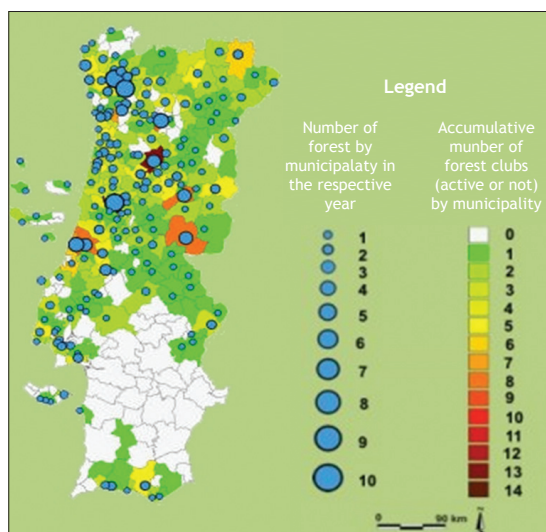 Legend
Number of
forest by
municipalaty in
the respective
year
Accumulative
munber of
forest clubs
(active or not)
by municipality
1
2
3
4
5
6
7
8
9
10
0
1
2
3
4
5
6
7
8
9
10
11
12
13
14
0 90 km
N